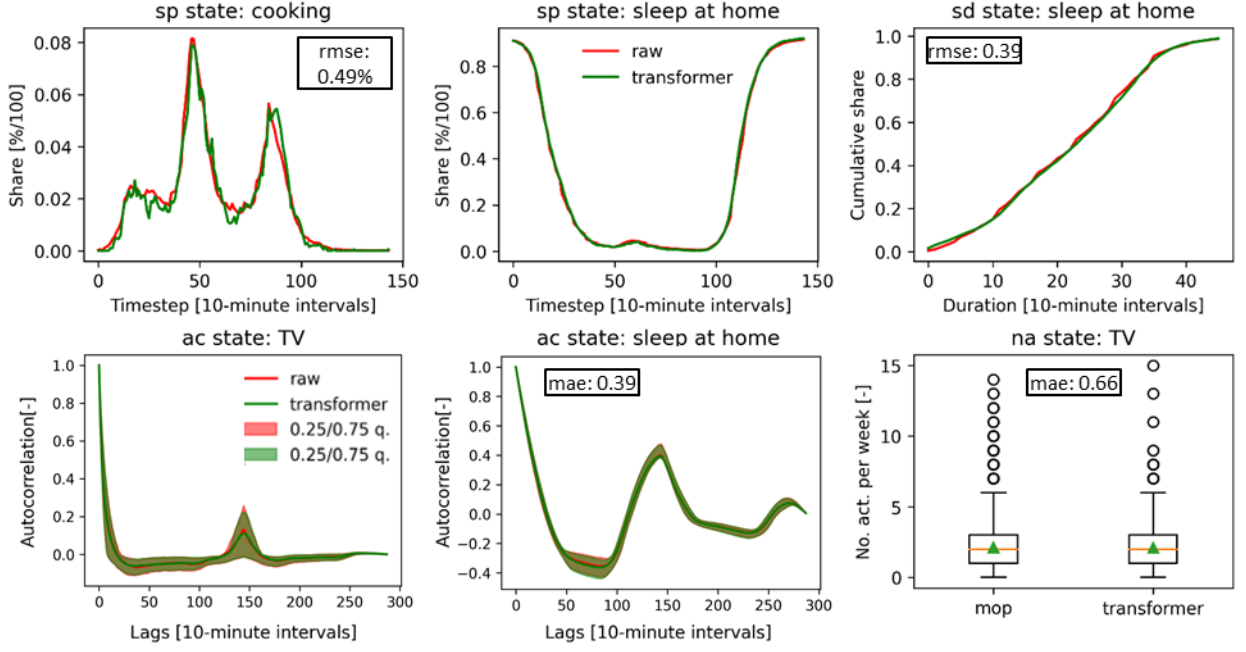 sp state: cooking
0.08
0.06
0.04
0.02
0.00
Share [%/100]
rmse:
0.49%
0
50
100
150
Timestep [10-minute intervals]
sp state: sleep at home
0.8
0.6
0.4
0.2
0.0
Share [%/100]
raw
transformer
0
50
100
150
Timestep [10-minute intervals]
sd state: sleep at home
1.0
0.8
0.6
0.4
0.2
0.0
Cumulative share
rmse: 0.39
0
10
20
30
40
Duration [10-minute intervals]
ac state: TV
1.0
0.8
0.6
0.4
0.2
0.0
Autocorrelation[-]
raw
transformer
0.25/0.75 q.
0.25/0.75 q.
0
50
100
150
200
250
300
Lags [10-minute intervals]
ac state: sleep at home
1.0
0.8
0.6
0.4
0.2
0.0
−0.2
−0.4
Autocorrelation[-]
mae: 0.39
0
50
100
150
200
250
300
Lags [10-minute intervals]
na state: TV
15
10
5
0
No. act. per week [-]
mae: 0.66
mop
transformer